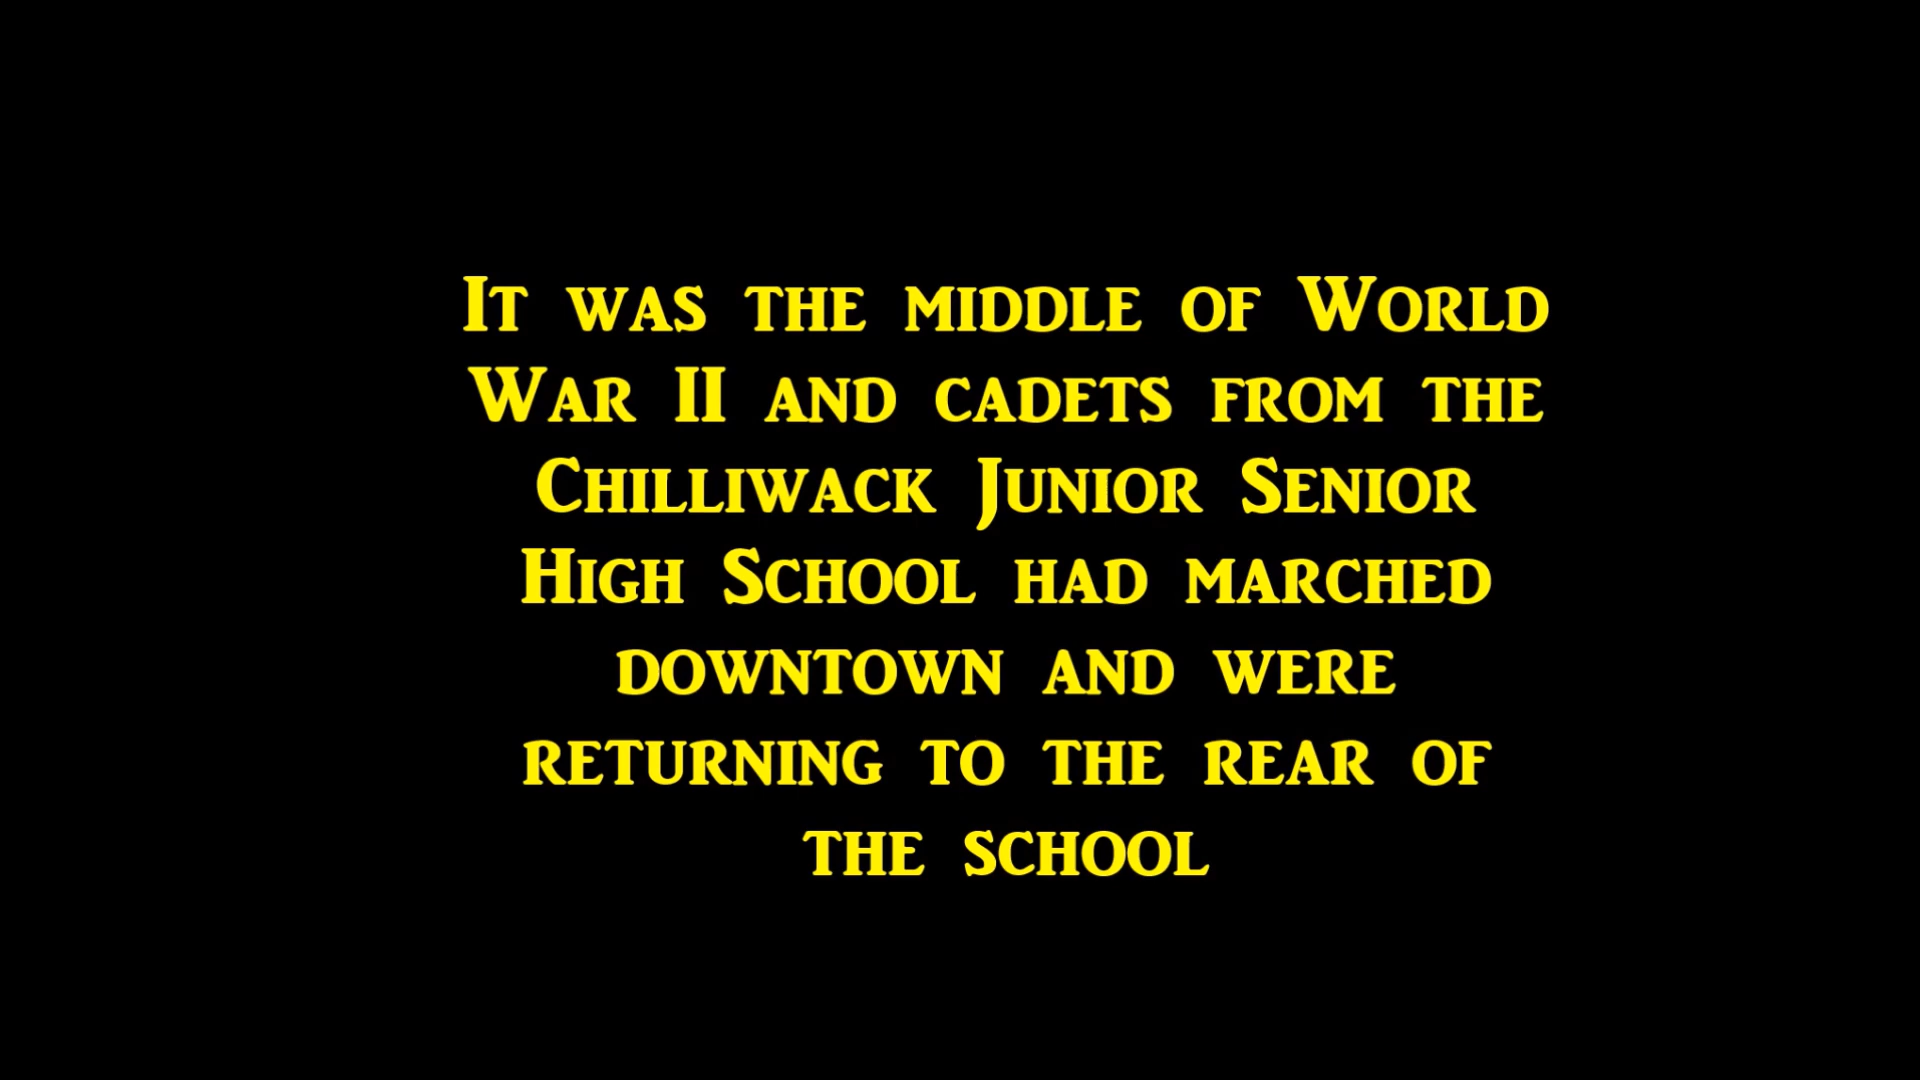 It was the middle of World
War II and cadets from the
Chilliwack Junior Senior
High School had marched
downtown and were
returning to the rear of
the school